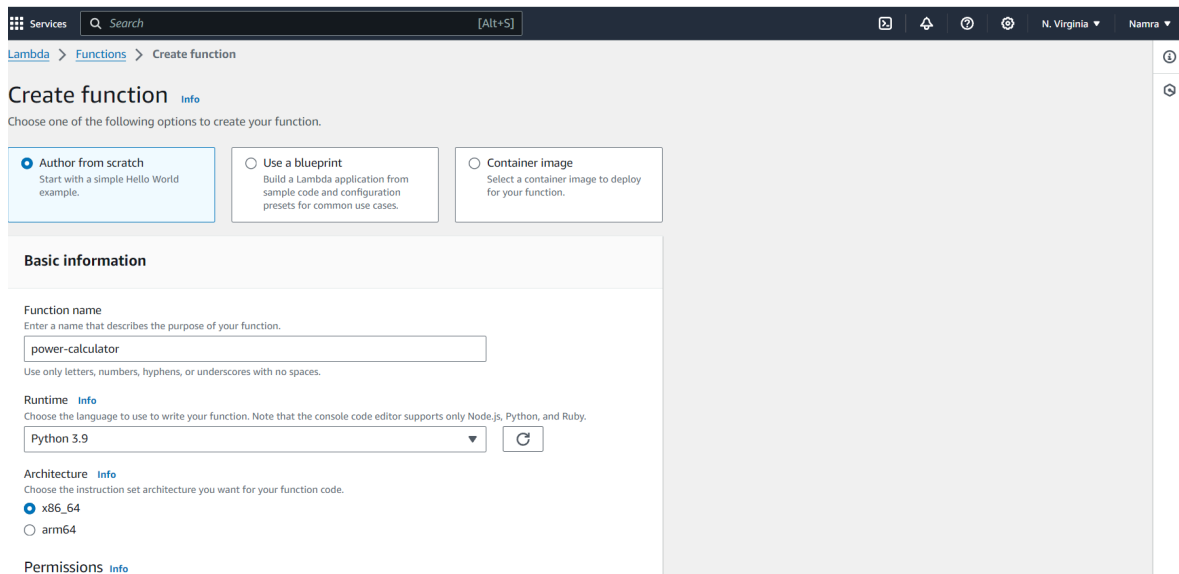 Services Search [Alt+S] N. Virginia Namra
Lambda > Functions > Create function
Create function Info
Choose one of the following options to create your function.
Author from scratch
Start with a simple Hello World
example.
Use a blueprint
Build a Lambda application from
sample code and configuration
presets for common use cases.
Container image
Select a container image to deploy
for your function.
Basic information
Function name
Enter a name that describes the purpose of your function.
power-calculator
Use only letters, numbers, hyphens, or underscores with no spaces.
Runtime Info
Choose the language to use to write your function. Note that the console code editor supports only Node.js, Python, and Ruby.
Python 3.9
Architecture Info
Choose the instruction set architecture you want for your function code.
x86_64
arm64
Permissions Info